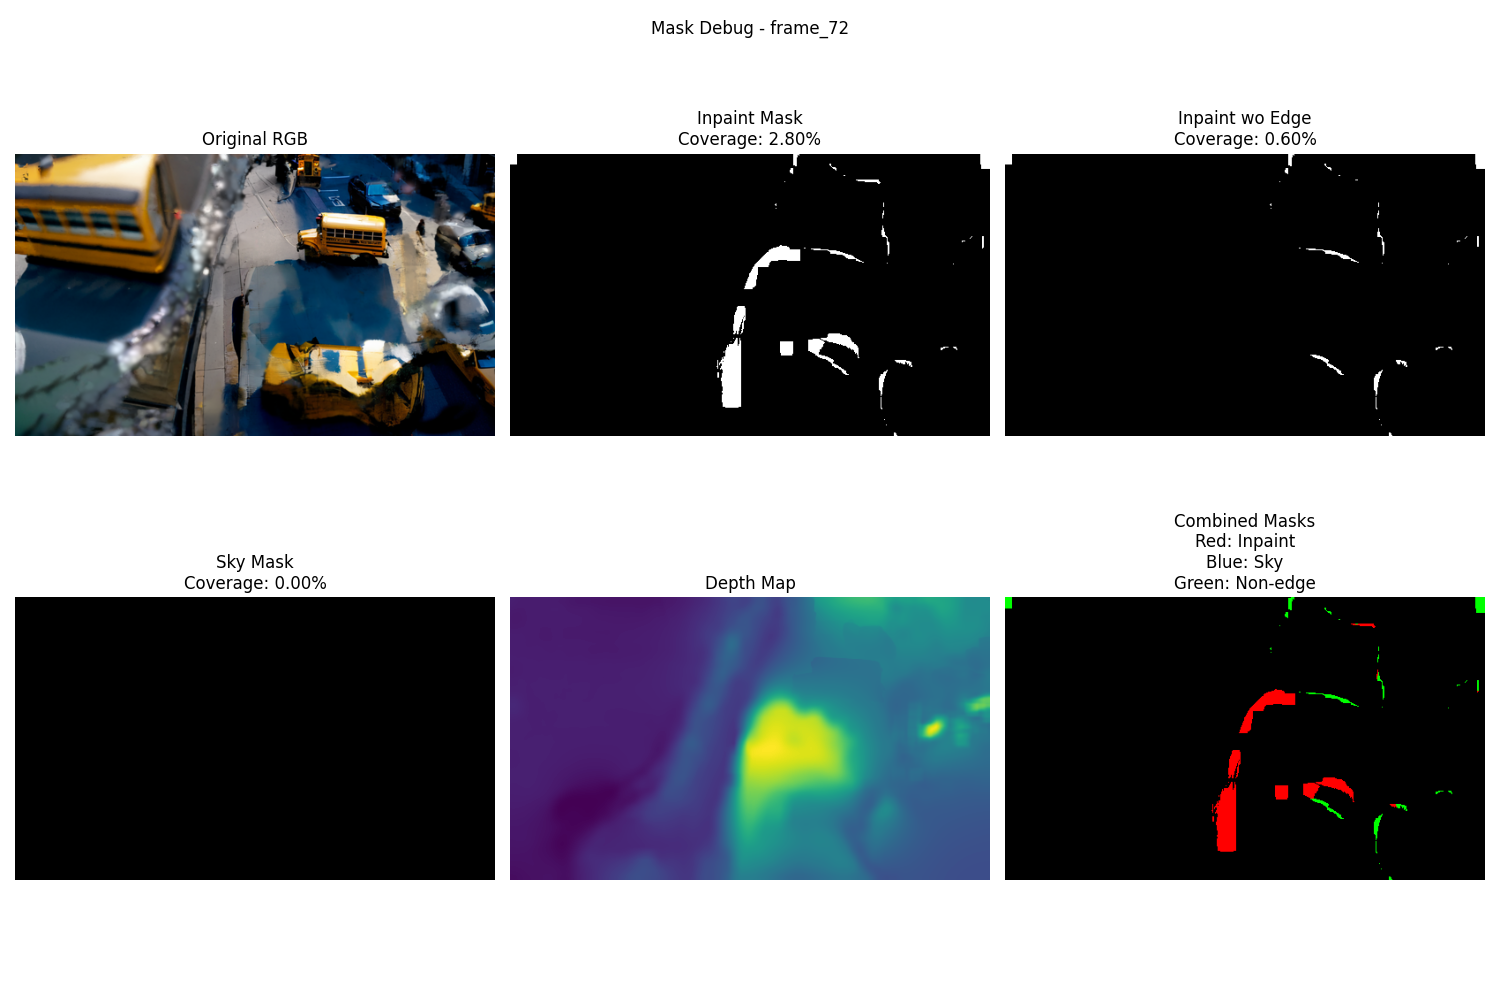 Mask Debug - frame_72
Original RGB
Inpaint Mask
Coverage: 2.80%
Inpaint wo Edge
Coverage: 0.60%
Sky Mask
Coverage: 0.00%
Depth Map
Combined Masks
Red: Inpaint
Blue: Sky
Green: Non-edge